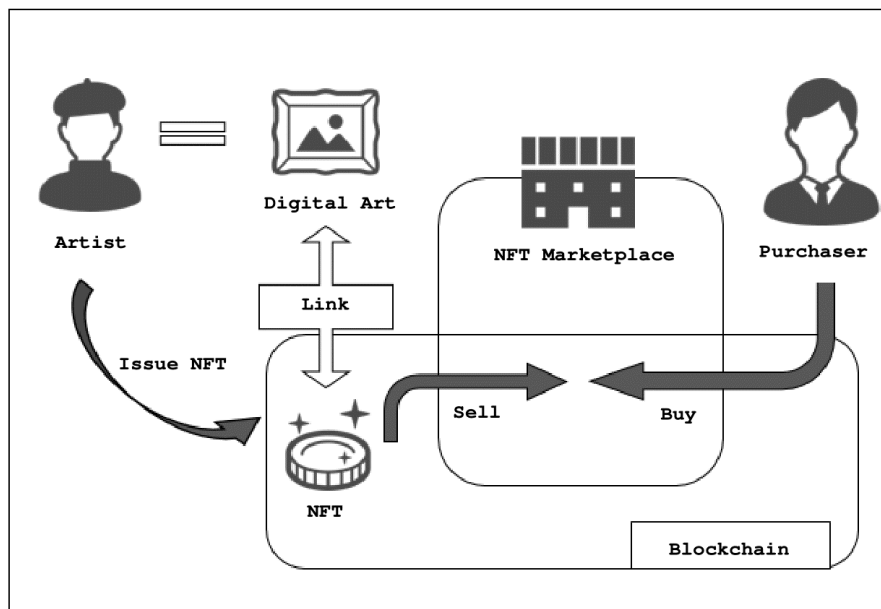 Digital Art
Artist
NFT Marketplace
Purchaser
Link
Issue NFT
Sell
Buy
NFT
Blockchain